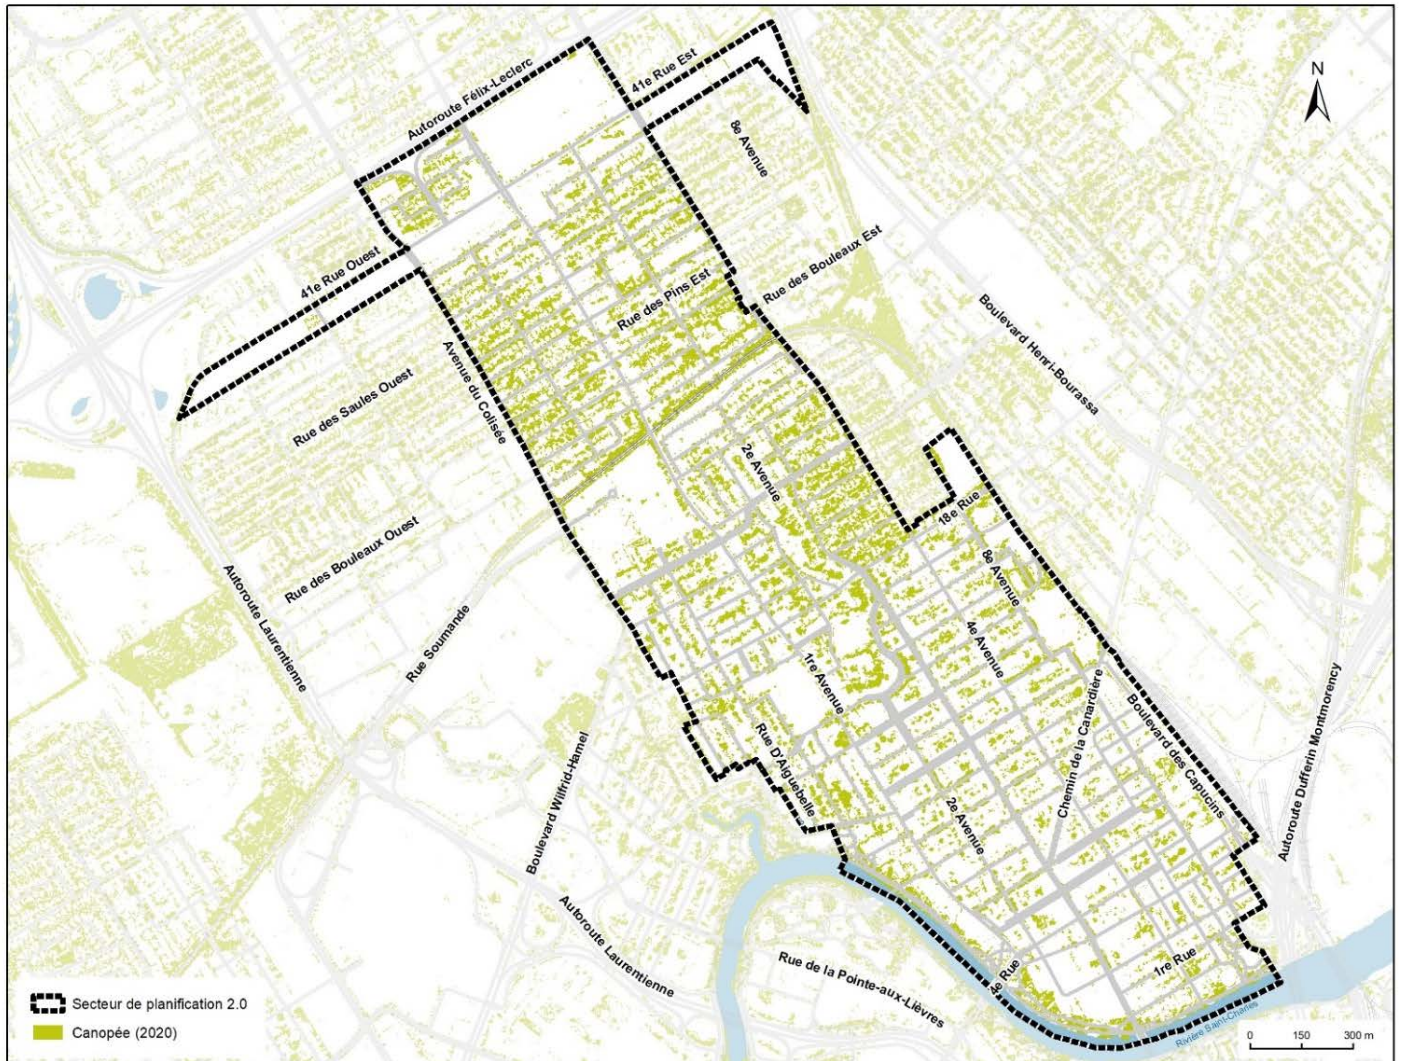 N
41e Rue Est
Autoroute Félix-Leclerc
8e Avenue
41e Rue Ouest
Rue des Bouleaux Est
Rue des Pins Est
Boulevard Henri-Bourassa
Avenue du Colisée
Rue des Saules Ouest
2e Avenue
18e Rue
Rue des Bouleaux Ouest
8e Avenue
Autoroute Laurentienne
4e Avenue
Rue Soumande
1re Avenue
Chemin de la Canardière
Boulevard des Capucins
Autoroute Dufferin Montmorency
Rue D'Aiguebelle
Boulevard Wilfrid-Hamel
2e Avenue
Autoroute Laurentienne
Rue de la Pointe-aux-Lièvres
4e Rue
1re Rue
Rivière Saint-Charles
Secteur de planification 2.0
Canopée (2020)
0 150 300 m